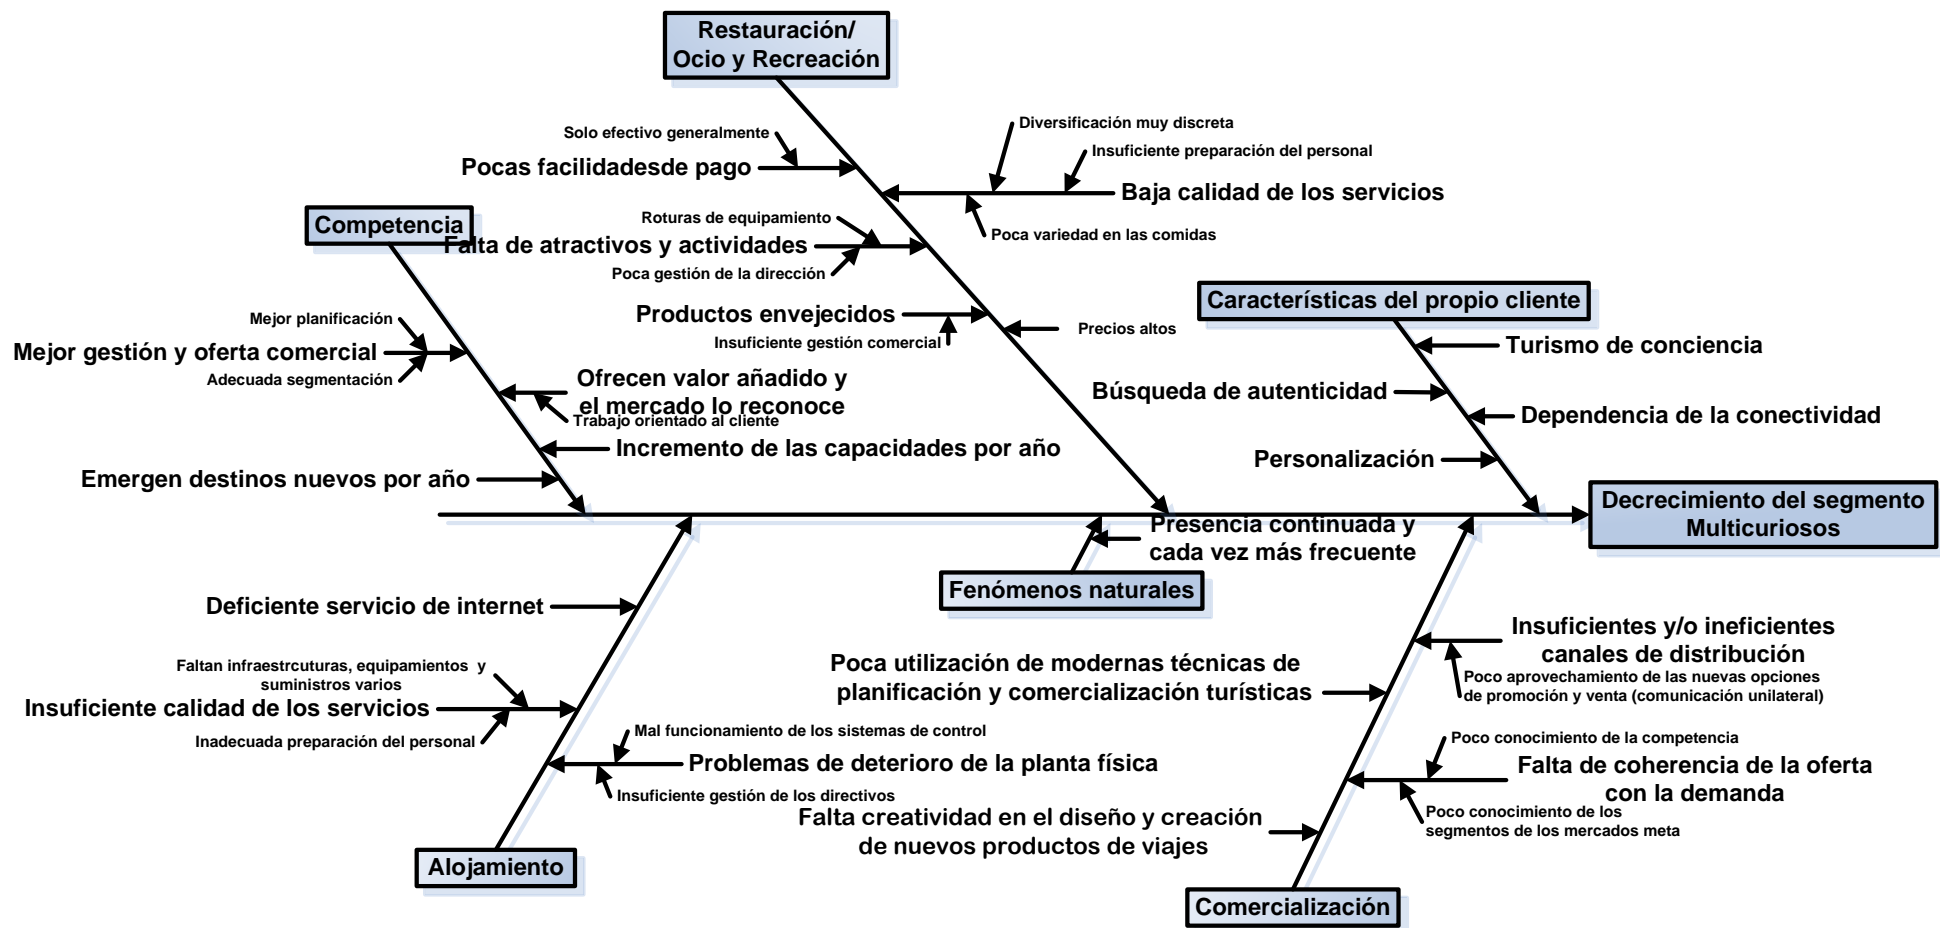 Restauración/
Ocio y Recreación
Solo efectivo generalmente
Pocas facilidadesde pago
Diversificación muy discreta
Insuficiente preparación del personal
Baja calidad de los servicios
Poca variedad en las comidas
Roturas de equipamiento
Falta de atractivos y actividades
Poca gestión de la dirección
Productos envejecidos
Insuficiente gestión comercial
Precios altos
Competencia
Mejor planificación
Mejor gestión y oferta comercial
Adecuada segmentación
Ofrecen valor añadido y
el mercado lo reconoce
Trabajo orientado al cliente
Incremento de las capacidades por año
Emergen destinos nuevos por año
Características del propio cliente
Turismo de conciencia
Búsqueda de autenticidad
Dependencia de la conectividad
Personalización
Decrecimiento del segmento
Multicuriosos
Presencia continuada y
cada vez más frecuente
Fenómenos naturales
Deficiente servicio de internet
Faltan infraestrcuturas, equipamientos y
suministros varios
Insuficiente calidad de los servicios
Inadecuada preparación del personal
Mal funcionamiento de los sistemas de control
Problemas de deterioro de la planta física
Insuficiente gestión de los directivos
Alojamiento
Insuficientes y/o ineficientes
canales de distribución
Poco aprovechamiento de las nuevas opciones
de promoción y venta (comunicación unilateral)
Poca utilización de modernas técnicas de
planificación y comercialización turísticas
Poco conocimiento de la competencia
Falta de coherencia de la oferta
con la demanda
Poco conocimiento de los
segmentos de los mercados meta
Falta creatividad en el diseño y creación
de nuevos productos de viajes
Comercialización